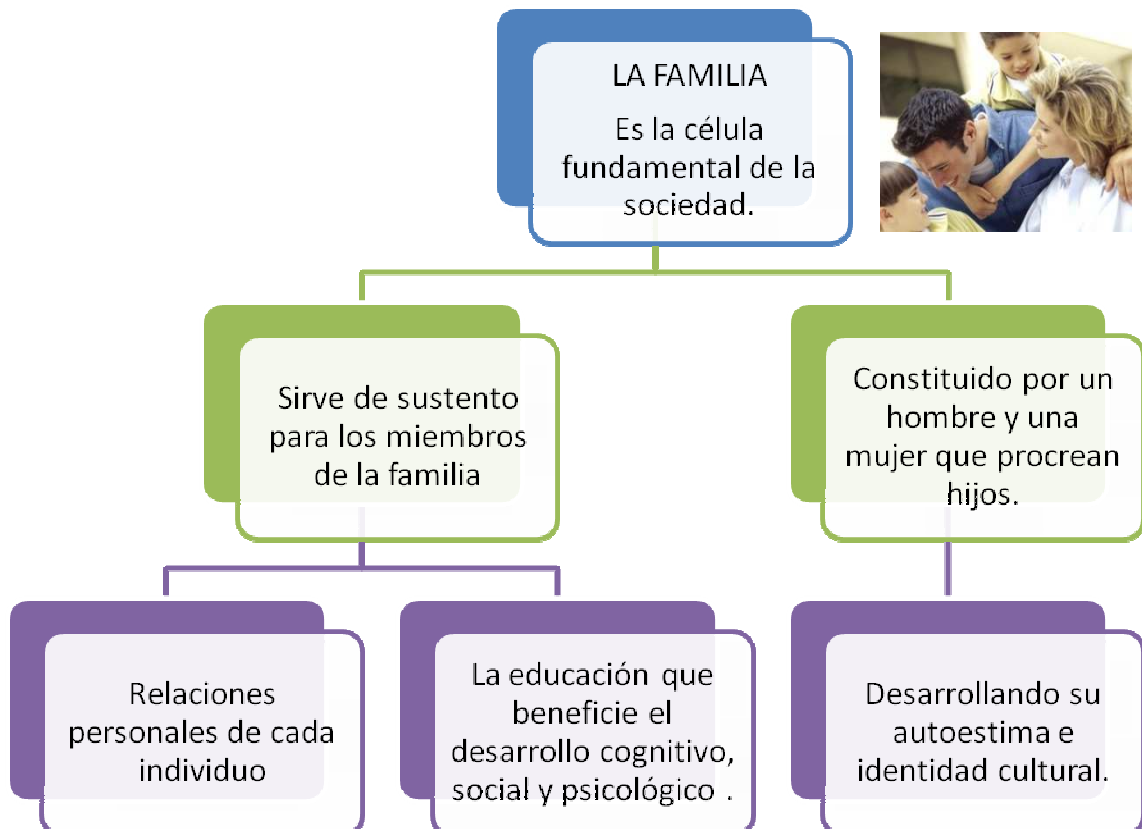 LA FAMILIA
Es la célula
fundamental de la
sociedad.
Sirve de sustento
para los miembros
de la familia
Constituido por un
hombre y una
mujer que procrean
hijos.
Relaciones
personales de cada
individuo
La educación que
beneficie el
desarrollo cognitivo,
social y psicológico .
Desarrollando su
autoestima e
identidad cultural.